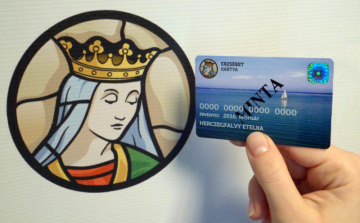 ERZSÉBET
KÁRTYA
MINTA
0000 0000 0000 0000
2016. február
HERCZEGFALVY ETELKA